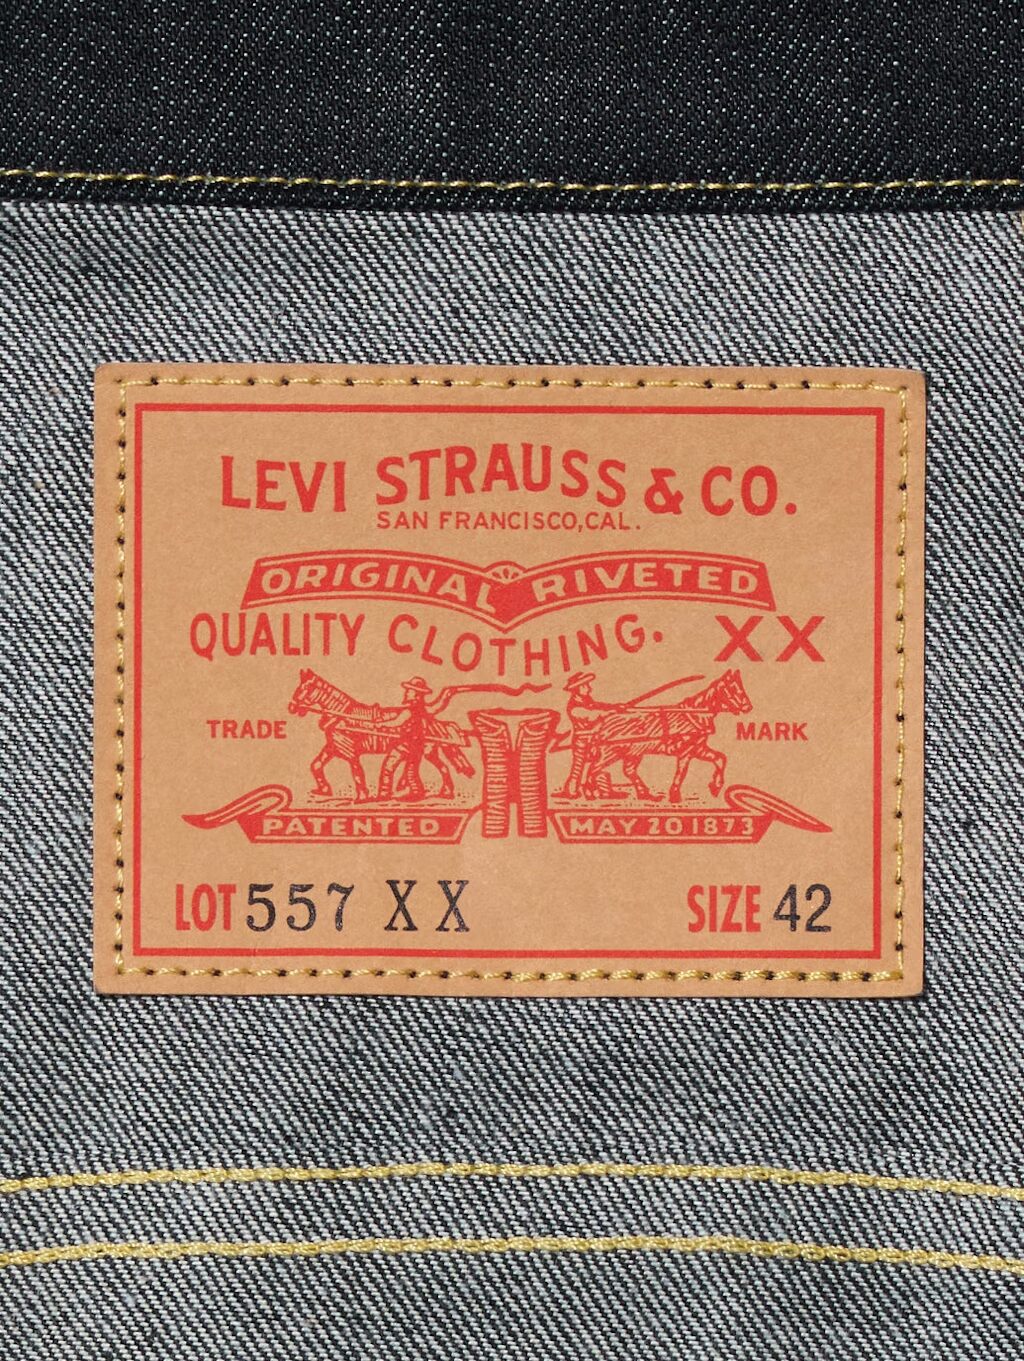 LEVI STRAUSS & CO.
SAN FRANCISCO, CAL.
ORIGINAL RIVETED
QUALITY CLOTHING. XX
TRADE MARK
PATENTED MAY 20 1873
LOT 557 XX SIZE 42